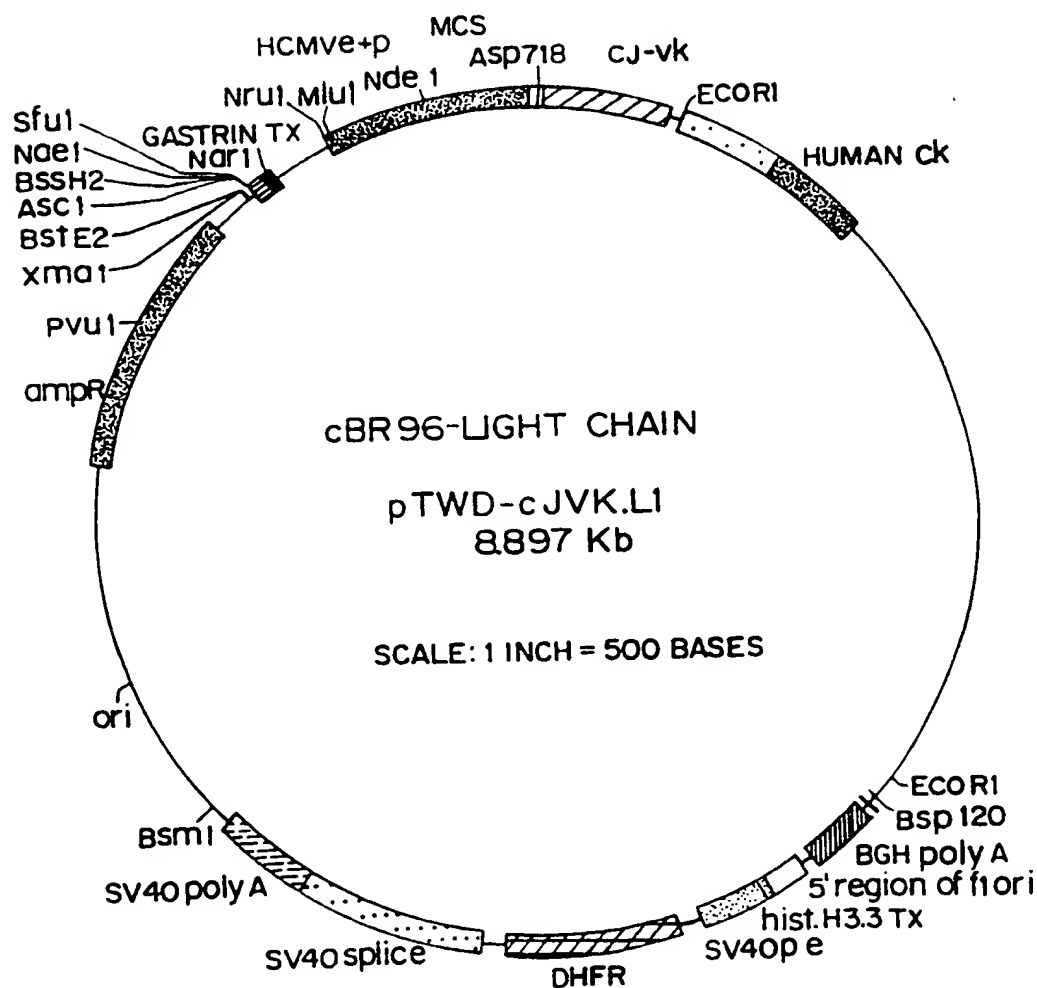 MCS
HCMVe+p
Asp718
CJ-vk
Nde 1
Nru1 Mlu1
ECOR1
Sfu1
GASTRIN TX
Nae1
Nar1
HUMAN Ck
BSSH2
ASC1
BstE2
xma1
pvu1
ampR
cBR96-LIGHT CHAIN
pTWD-cJVK.L1
8.897 Kb
SCALE: 1 INCH = 500 BASES
ori
ECOR1
Bsp 120
Bsm1
BGH poly A
SV40 poly A
5' region of f1 ori
hist. H3.3 TX
SV40 p e
SV40 splice
DHFR